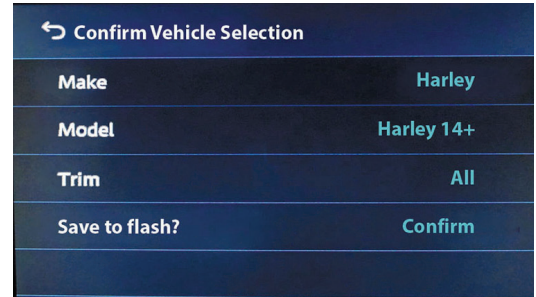 Confirm Vehicle Selection
Make Harley
Model Harley 14+
Trim All
Save to flash? Confirm